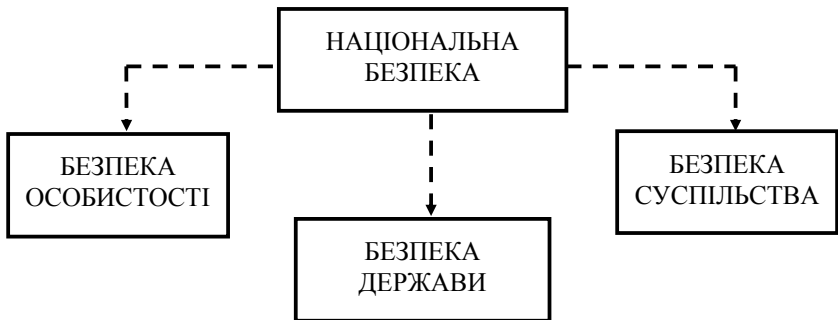 НАЦІОНАЛЬНА
БЕЗПЕКА
БЕЗПЕКА
ОСОБИСТОСТІ
БЕЗПЕКА
СУСПІЛЬСТВА
БЕЗПЕКА
ДЕРЖАВИ